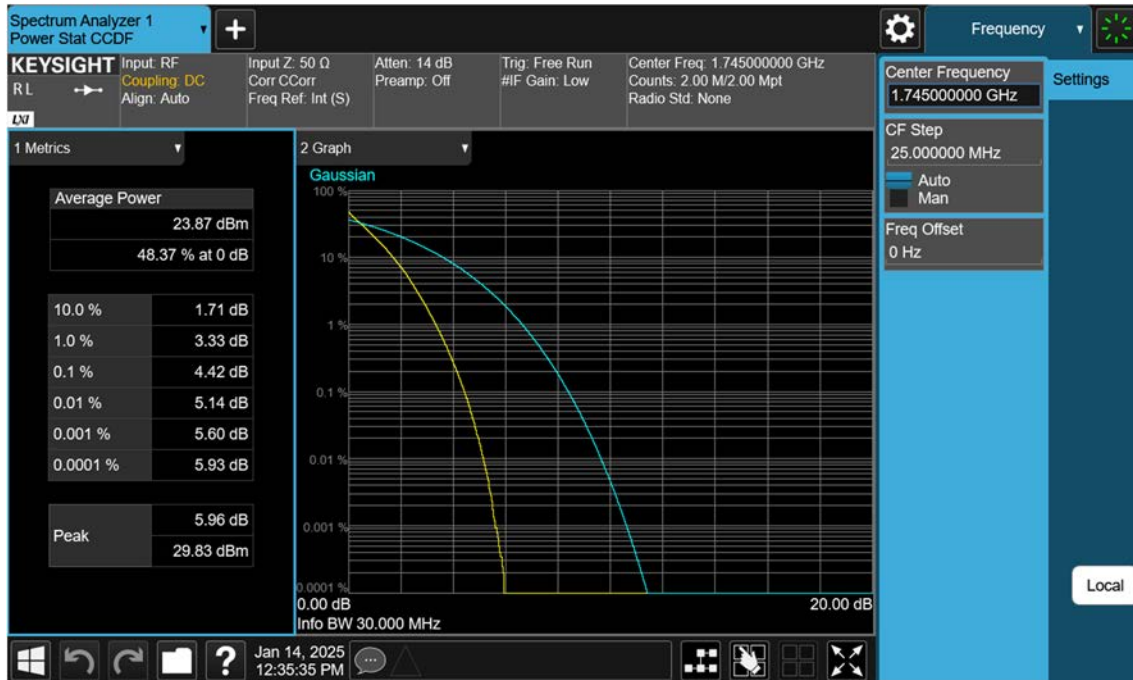 Spectrum Analyzer 1
Power Stat CCDF
Frequency
KEYSIGHT
RL
LXI
Input: RF
Coupling: DC
Align: Auto
Input Z: 50 Ω
Corr CCorr
Freq Ref: Int (S)
Atten: 14 dB
Preamp: Off
Trig: Free Run
#IF Gain: Low
Center Freq: 1.745000000 GHz
Counts: 2.00 M/2.00 Mpt
Radio Std: None
Center Frequency
1.745000000 GHz
Settings
CF Step
25.000000 MHz
Auto
Man
Freq Offset
0 Hz
Local
1 Metrics
Average Power
23.87 dBm
48.37 % at 0 dB
10.0 % 1.71 dB
1.0 % 3.33 dB
0.1 % 4.42 dB
0.01 % 5.14 dB
0.001 % 5.60 dB
0.0001 % 5.93 dB
Peak
5.96 dB
29.83 dBm
2 Graph
Gaussian
100 %
10 %
1 %
0.1 %
0.01 %
0.001 %
0.0001 %
0.00 dB 20.00 dB
Info BW 30.000 MHz
?
Jan 14, 2025
12:35:35 PM